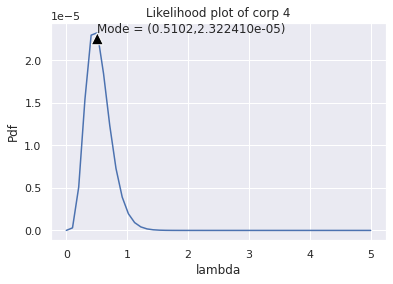 Likelihood plot of corp 4
1e−5
Mode = (0.5102,2.322410e-05)
2.0
1.5
1.0
0.5
0.0
Pdf
0
1
2
3
4
5
lambda